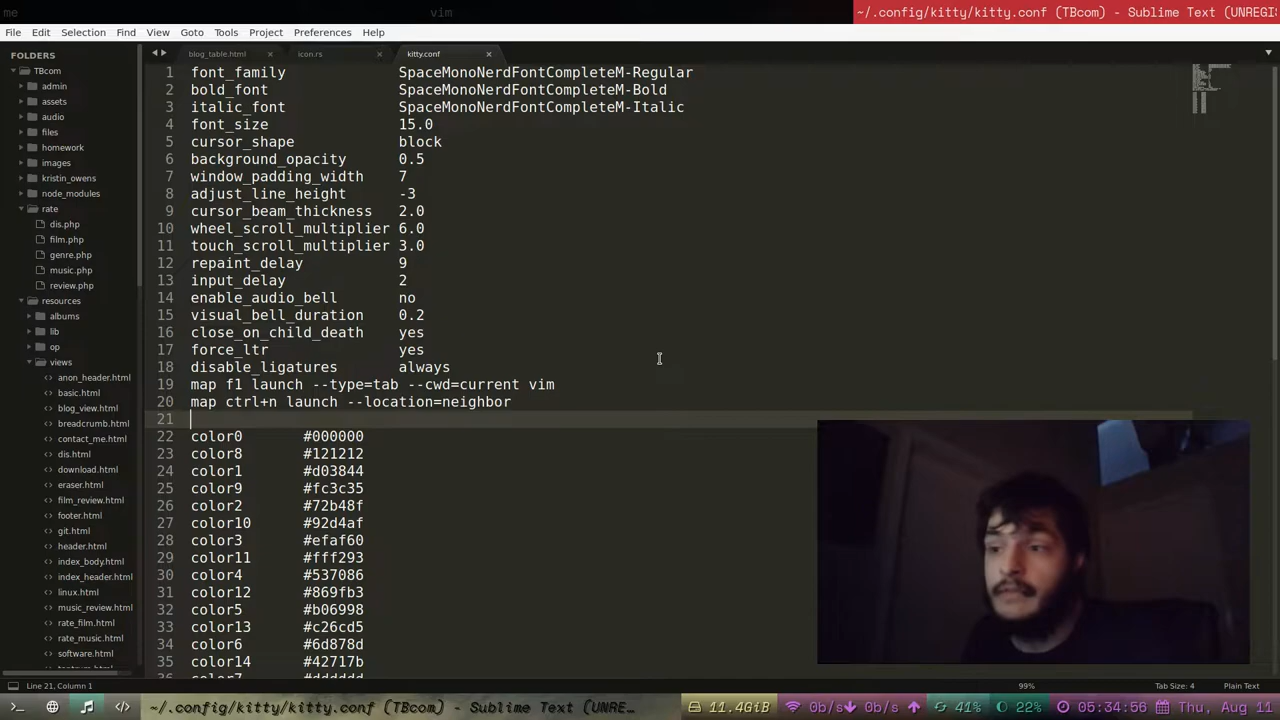 me
vim
~/.config/kitty/kitty.conf (TBcom) - Sublime Text (UNREGIS
File Edit Selection Find View Goto Tools Project Preferences Help
FOLDERS
TBcom
admin
assets
audio
files
homework
images
kristin_owens
node_modules
rate
dis.php
film.php
genre.php
music.php
review.php
resources
albums
lib
op
views
anon_header.html
basic.html
blog_view.html
breadcrumb.html
contact_me.html
dis.html
download.html
eraser.html
film_review.html
footer.html
git.html
header.html
index_body.html
index_header.html
linux.html
music_review.html
rate_film.html
rate_music.html
software.html
blog_table.html
icon.rs
kitty.conf
1 font_family SpaceMonoNerdFontCompleteM-Regular
2 bold_font SpaceMonoNerdFontCompleteM-Bold
3 italic_font SpaceMonoNerdFontCompleteM-Italic
4 font_size 15.0
5 cursor_shape block
6 background_opacity 0.5
7 window_padding_width 7
8 adjust_line_height -3
9 cursor_beam_thickness 2.0
10 wheel_scroll_multiplier 6.0
11 touch_scroll_multiplier 3.0
12 repaint_delay 9
13 input_delay 2
14 enable_audio_bell no
15 visual_bell_duration 0.2
16 close_on_child_death yes
17 force_ltr yes
18 disable_ligatures always
19 map f1 launch --type=tab --cwd=current vim
20 map ctrl+n launch --location=neighbor
21
22 color0 #000000
23 color8 #121212
24 color1 #d03844
25 color9 #fc3c35
26 color2 #72b48f
27 color10 #92d4af
28 color3 #efaf60
29 color11 #fff293
30 color4 #537086
31 color12 #869fb3
32 color5 #b06998
33 color13 #c26cd5
34 color6 #6d878d
35 color14 #42717b
36 color7 #dddddd
Line 21, Column 1
99%
Tab Size: 4
Plain Text
~/.config/kitty/kitty.conf (TBcom) - Sublime Text (UNRE…
11.4GiB
0b/s 0b/s
41%
22%
05:34:56
Thu, Aug 11